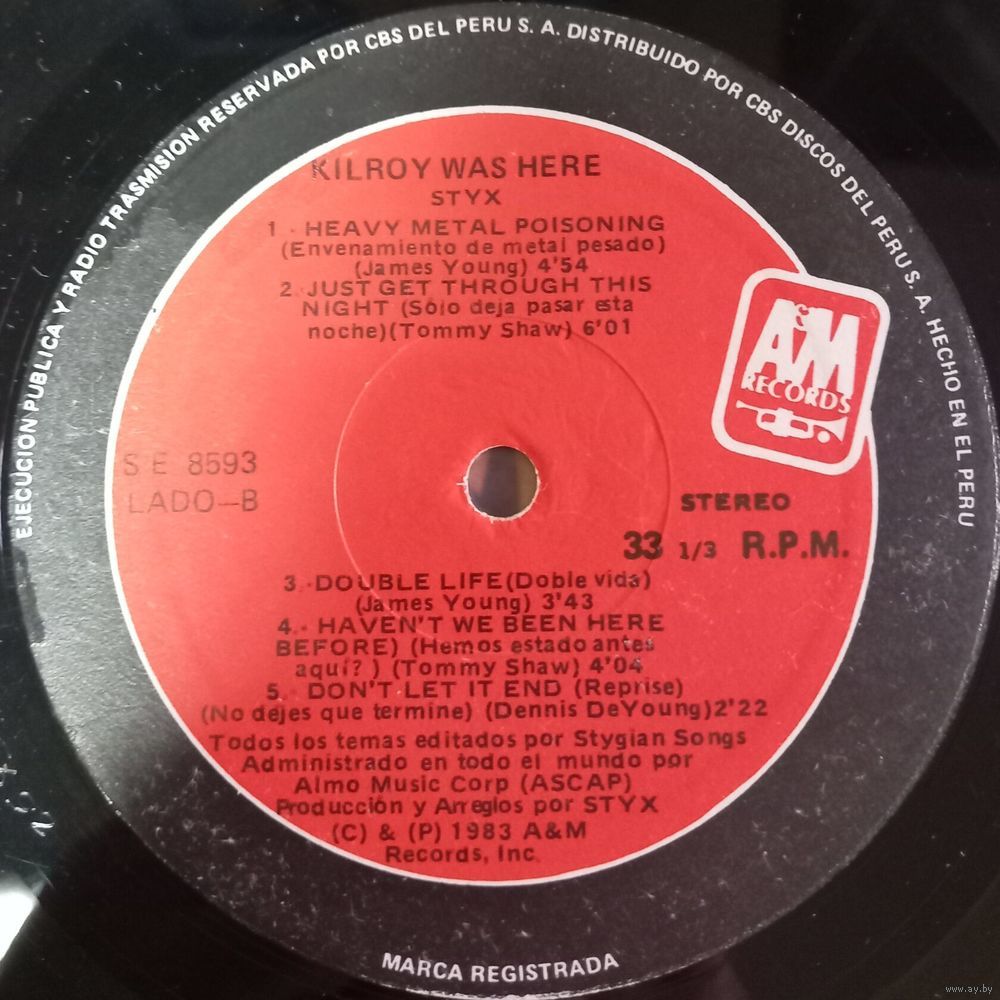 EJECUCION PUBLICA Y RADIO TRASMISION RESERVADA POR CBS DEL PERU S. A. DISTRIBUIDO POR CBS DISCOS DEL PERU S. A. HECHO EN EL PERU
KILROY WAS HERE
STYX
1 . HEAVY METAL POISONING
(Envenamiento de metal pesado)
(James Young) 4'54
2. JUST GET THROUGH THIS
NIGHT (Sólo deja pasar esta
noche)(Tommy Shaw) 6'01
A&M
RECORDS
S E 8593
LADO-B
STEREO
33 1/3 R.P.M.
3. DOUBLE LIFE(Doble vida)
(James Young) 3'43
4. HAVEN'T WE BEEN HERE
BEFORE) (Hemos estado antes
aquí? ) (Tommy Shaw) 4'04
5. DON'T LET IT END (Reprise)
(No dejes que termine) (Dennis DeYoung)2'22
Todos los temas editados por Stygian Songs
Administrado en todo el mundo por
Almo Music Corp (ASCAP)
Producción y Arreglos por STYX
(C) & (P) 1983 A&M
Records, Inc
MARCA REGISTRADA
www.ay.by